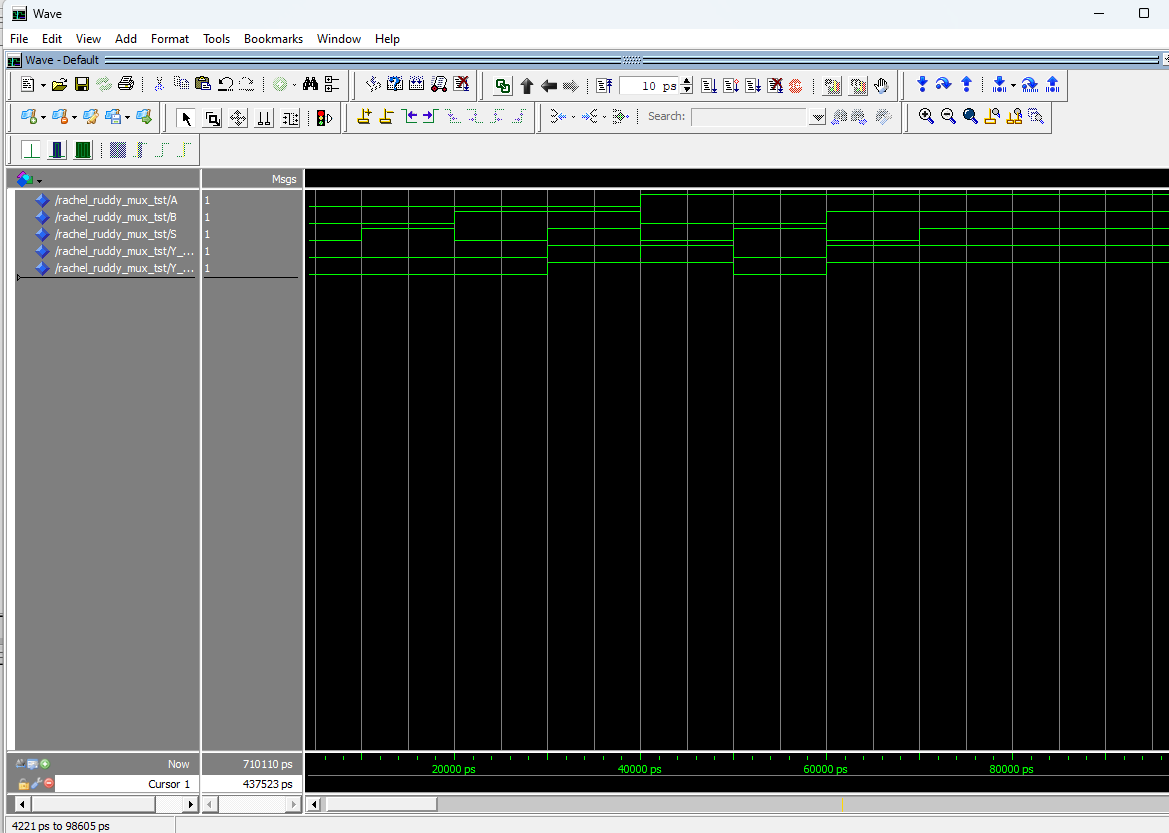 Wave
File Edit View Add Format Tools Bookmarks Window Help
Wave - Default
10 ps
Search:
Msgs
/rachel_ruddy_mux_tst/A 1
/rachel_ruddy_mux_tst/B 1
/rachel_ruddy_mux_tst/S 1
/rachel_ruddy_mux_tst/Y_... 1
/rachel_ruddy_mux_tst/Y_... 1
Now 710110 ps 20000 ps 40000 ps 60000 ps 80000 ps
Cursor 1 437523 ps
4221 ps to 98605 ps